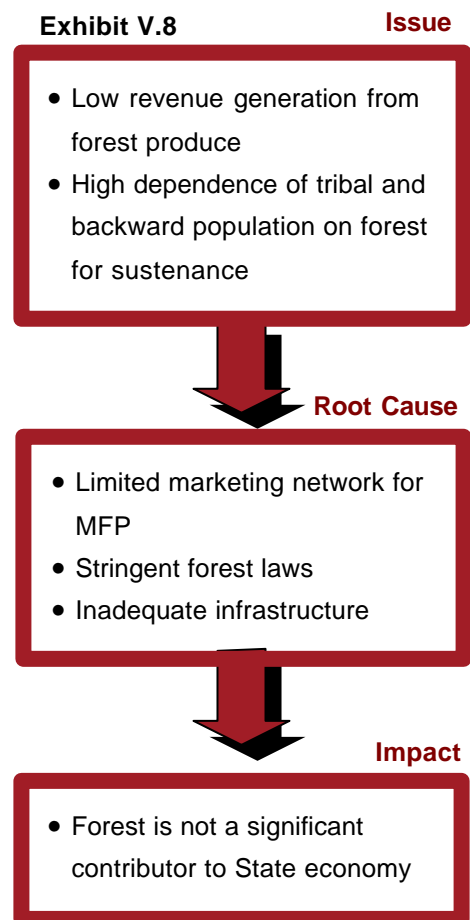 Exhibit V.8 Issue
• Low revenue generation from
forest produce
• High dependence of tribal and
backward population on forest
for sustenance
Root Cause
• Limited marketing network for
MFP
• Stringent forest laws
• Inadequate infrastructure
Impact
• Forest is not a significant
contributor to State economy